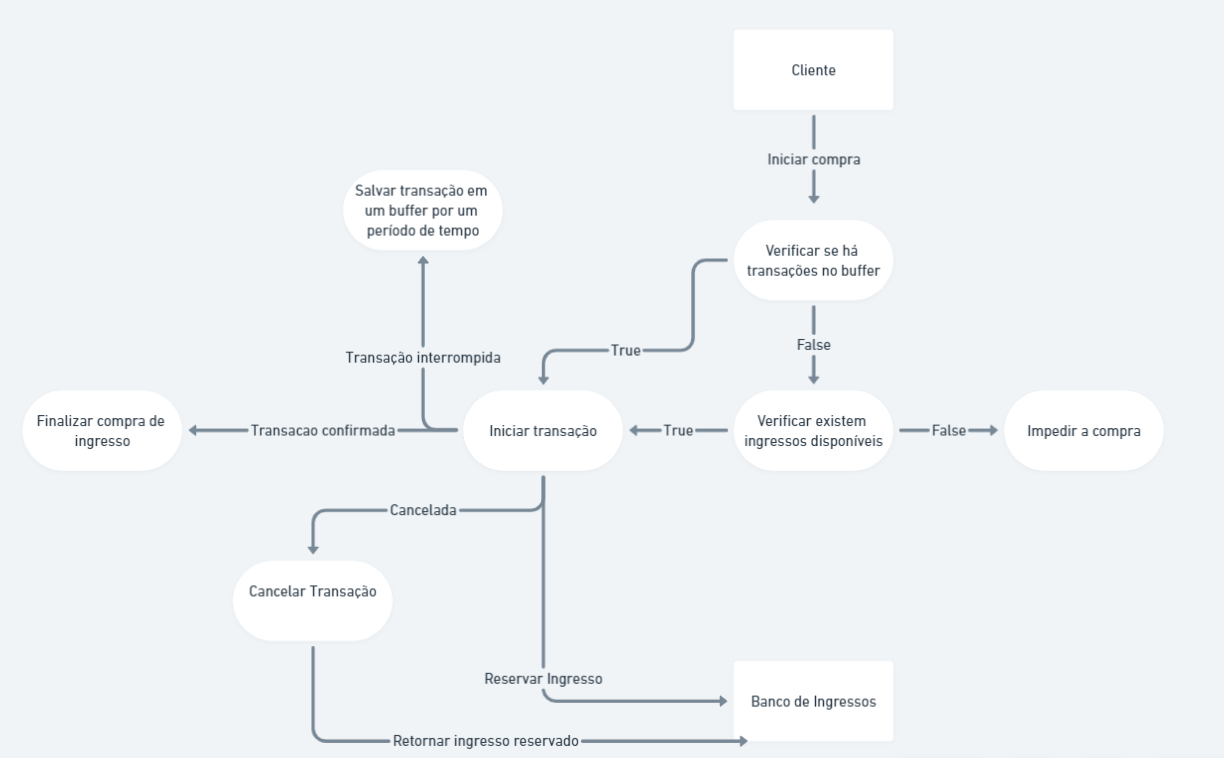 Cliente
Iniciar compra
Salvar transação em
um buffer por um
período de tempo
Verificar se há
transações no buffer
True
False
Transação interrompida
Finalizar compra de
ingresso
Transacao confirmada
Iniciar transação
True
Verificar existem
ingressos disponíveis
False
Impedir a compra
Cancelada
Cancelar Transação
Reservar Ingresso
Banco de Ingressos
Retornar ingresso reservado